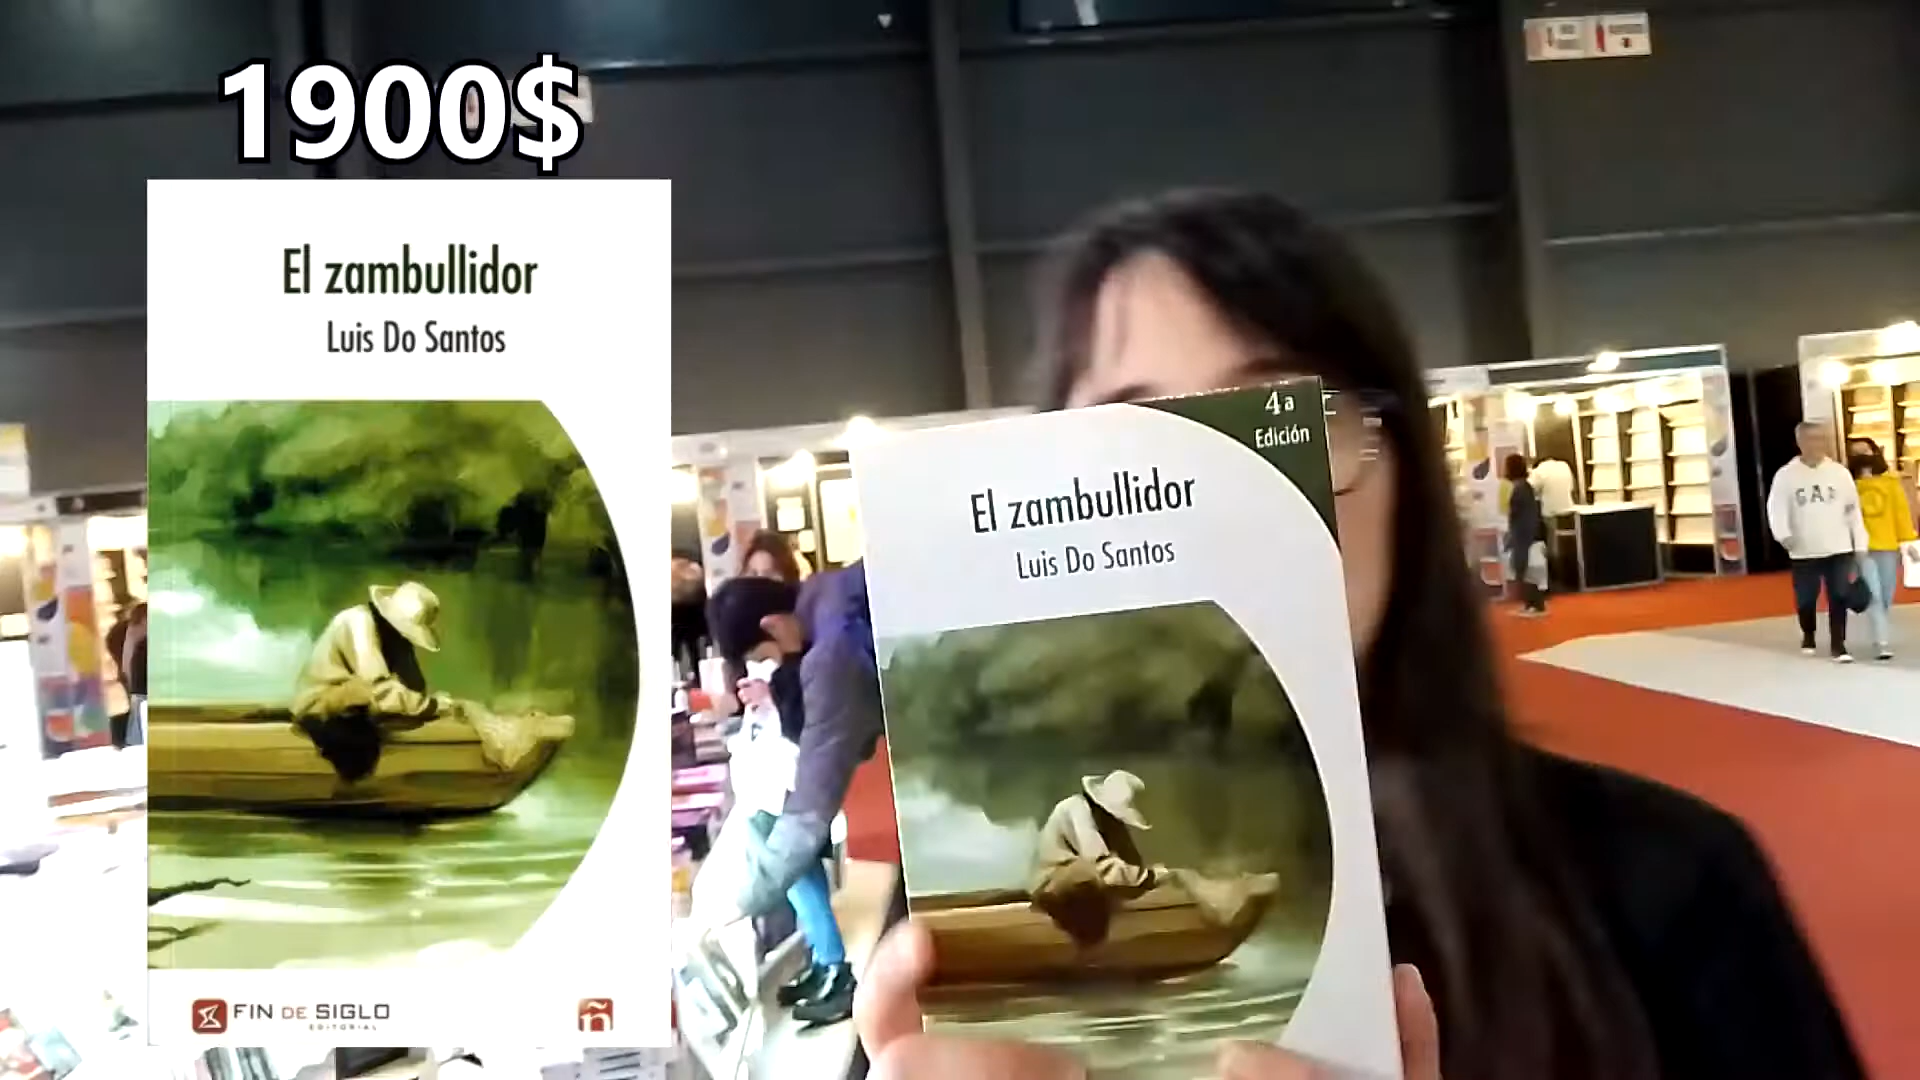 1900$
El zambullidor
Luis Do Santos
FIN DE SIGLO
EDITORIAL
ñ
4a
Edición
El zambullidor
Luis Do Santos
GAP